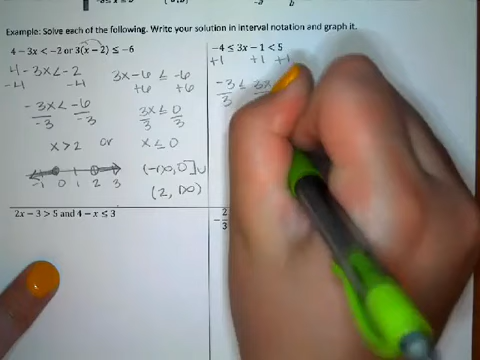 Example: Solve each of the following. Write your solution in interval notation and graph it.
4 − 3x < −2 or 3(x − 2) ≤ −6
4 - 3x < -2
-4 -4
-3x < -6
-3 -3
x > 2 or x ≤ 0
3x - 6 ≤ -6
+6 +6
3x ≤ 0
3 3
-1 0 1 2 3
(-∞, 0] ∪
(2, ∞)
−4 ≤ 3x − 1 < 5
+1 +1 +1
-3 ≤ 3x
3 3
2x − 3 > 5 and 4 − x ≤ 3
− 2
3